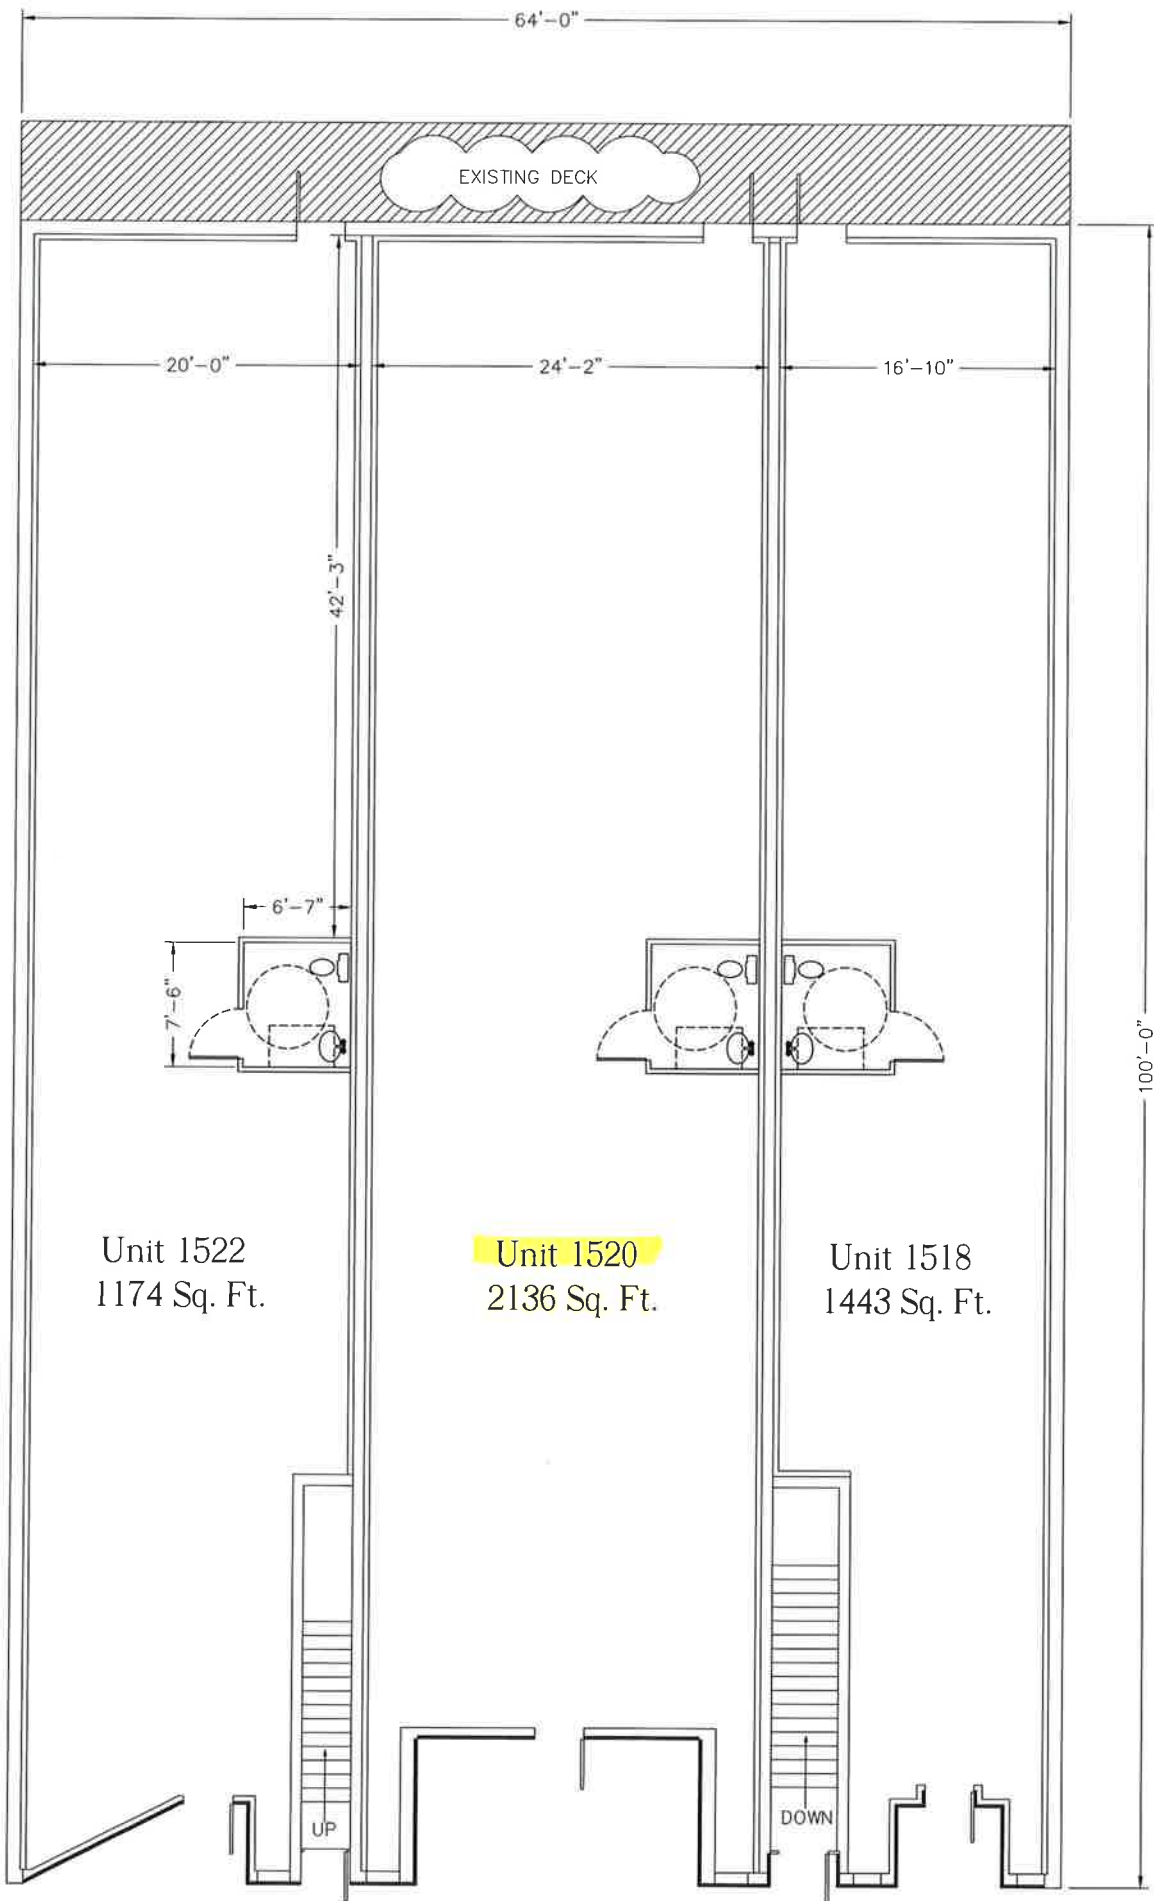 64'-0"
EXISTING DECK
20'-0"
24'-2"
16'-10"
42'-3"
6'-7"
7'-6"
100'-0"
Unit 1522
1174 Sq. Ft.
Unit 1520
2136 Sq. Ft.
Unit 1518
1443 Sq. Ft.
UP
DOWN